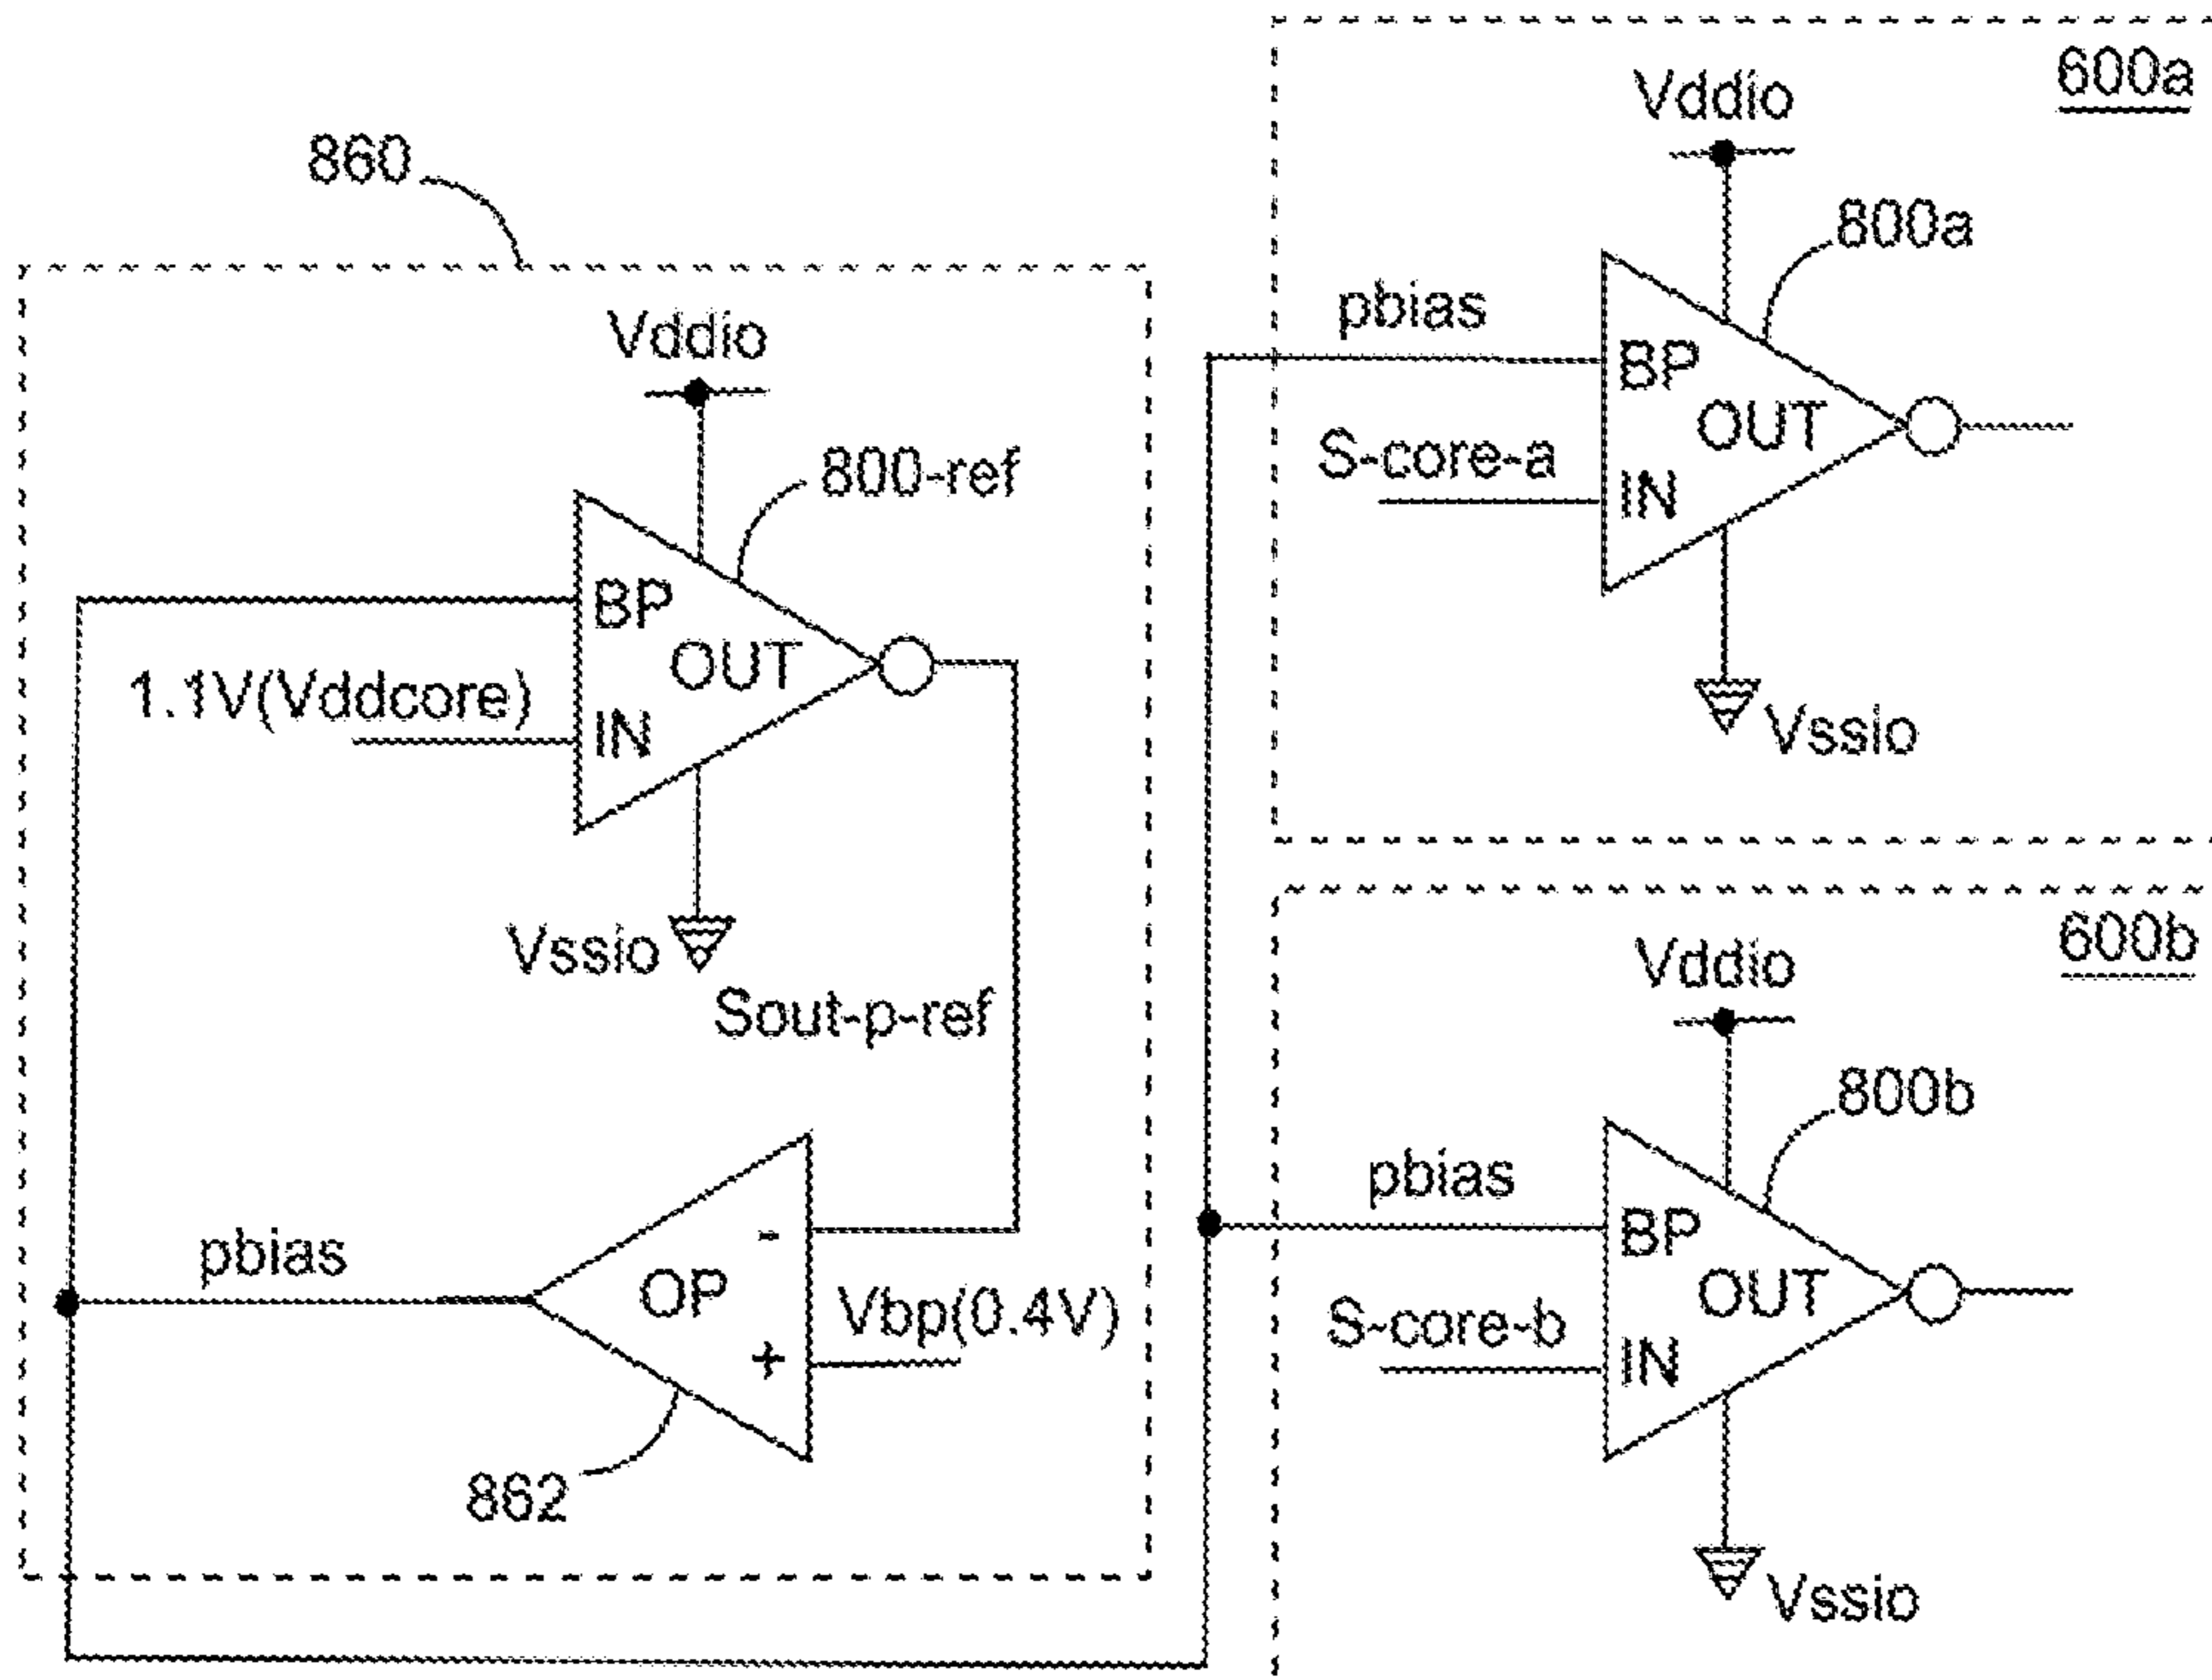 860
Vddio
800-ref
BP
OUT
1.1V(Vddcore)
IN
Vssio
Sout-p-ref
pbias
OP
-
+
Vbp(0.4V)
862
600a
Vddio
800a
pbias
BP
OUT
S-core-a
IN
Vssio
600b
Vddio
800b
pbias
BP
OUT
S-core-b
IN
Vssio